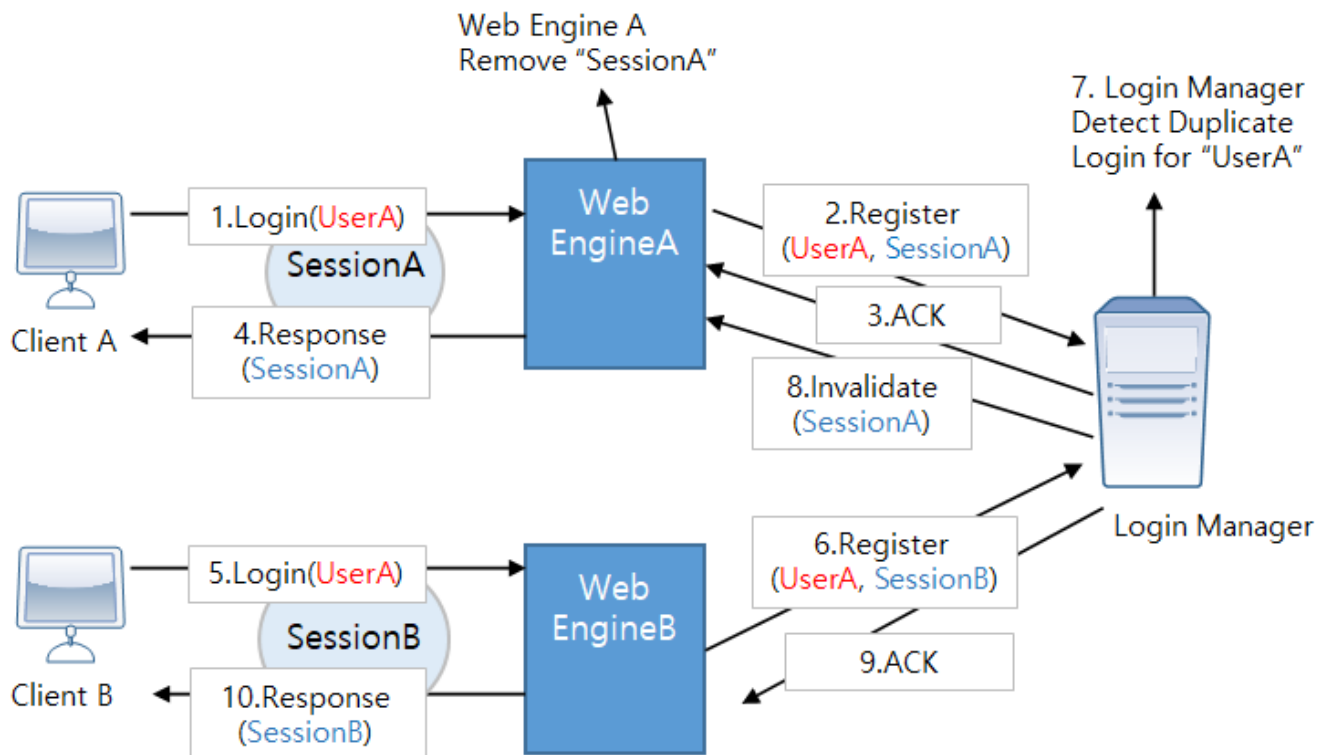 Web Engine A
Remove “SessionA”
7. Login Manager
Detect Duplicate
Login for “UserA”
1.Login(UserA)
SessionA
4.Response
(SessionA)
Client A
Web
EngineA
2.Register
(UserA, SessionA)
3.ACK
8.Invalidate
(SessionA)
Login Manager
5.Login(UserA)
SessionB
10.Response
(SessionB)
Client B
Web
EngineB
6.Register
(UserA, SessionB)
9.ACK